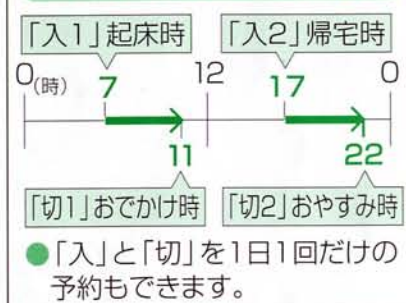 「入1」起床時 「入2」帰宅時
0(時) 7 12 17 0
11 22
「切1」おでかけ時 「切2」おやすみ時
●「入」と「切」を1日1回だけの
予約もできます。